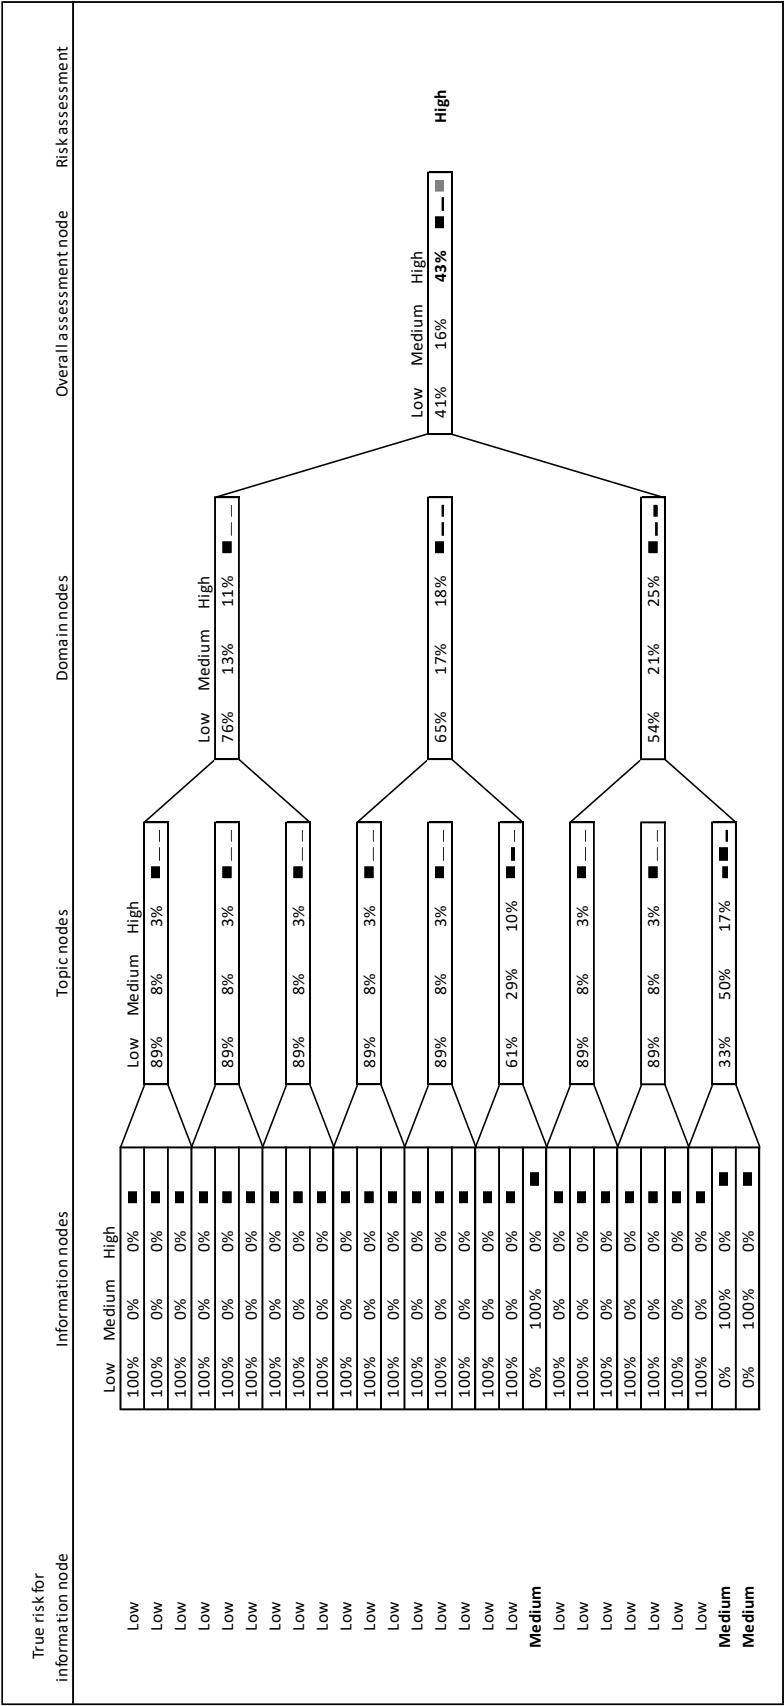 True risk for
information node Information nodes Topic nodes Domain nodes Overall assessment node Risk assessment
Low Medium High
Low 100% 0% 0% Low Medium High
Low 100% 0% 0% 89% 8% 3%
Low 100% 0% 0%
Low 100% 0% 0% Low Medium High
Low 100% 0% 0% 89% 8% 3% 76% 13% 11%
Low 100% 0% 0%
Low 100% 0% 0%
Low 100% 0% 0% 89% 8% 3%
Low 100% 0% 0%
Low 100% 0% 0%
Low 100% 0% 0% 89% 8% 3%
Low 100% 0% 0%
Low 100% 0% 0% Low Medium High
Low 100% 0% 0% 89% 8% 3% 65% 17% 18% 41% 16% 43% High
Low 100% 0% 0%
Low 100% 0% 0%
Low 100% 0% 0% 61% 29% 10%
Medium 0% 100% 0%
Low 100% 0% 0%
Low 100% 0% 0% 89% 8% 3%
Low 100% 0% 0%
Low 100% 0% 0%
Low 100% 0% 0% 89% 8% 3% 54% 21% 25%
Low 100% 0% 0%
Low 100% 0% 0%
Medium 0% 100% 0% 33% 50% 17%
Medium 0% 100% 0%